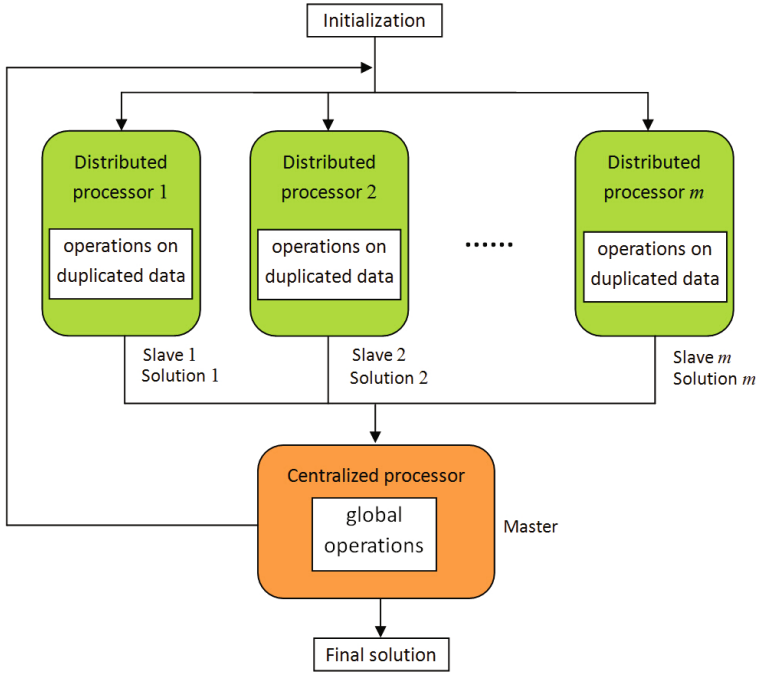 Initialization
Distributed
processor 1
operations on
duplicated data
Distributed
processor 2
operations on
duplicated data
......
Distributed
processor m
operations on
duplicated data
Slave 1
Solution 1
Slave 2
Solution 2
Slave m
Solution m
Centralized processor
global
operations
Master
Final solution